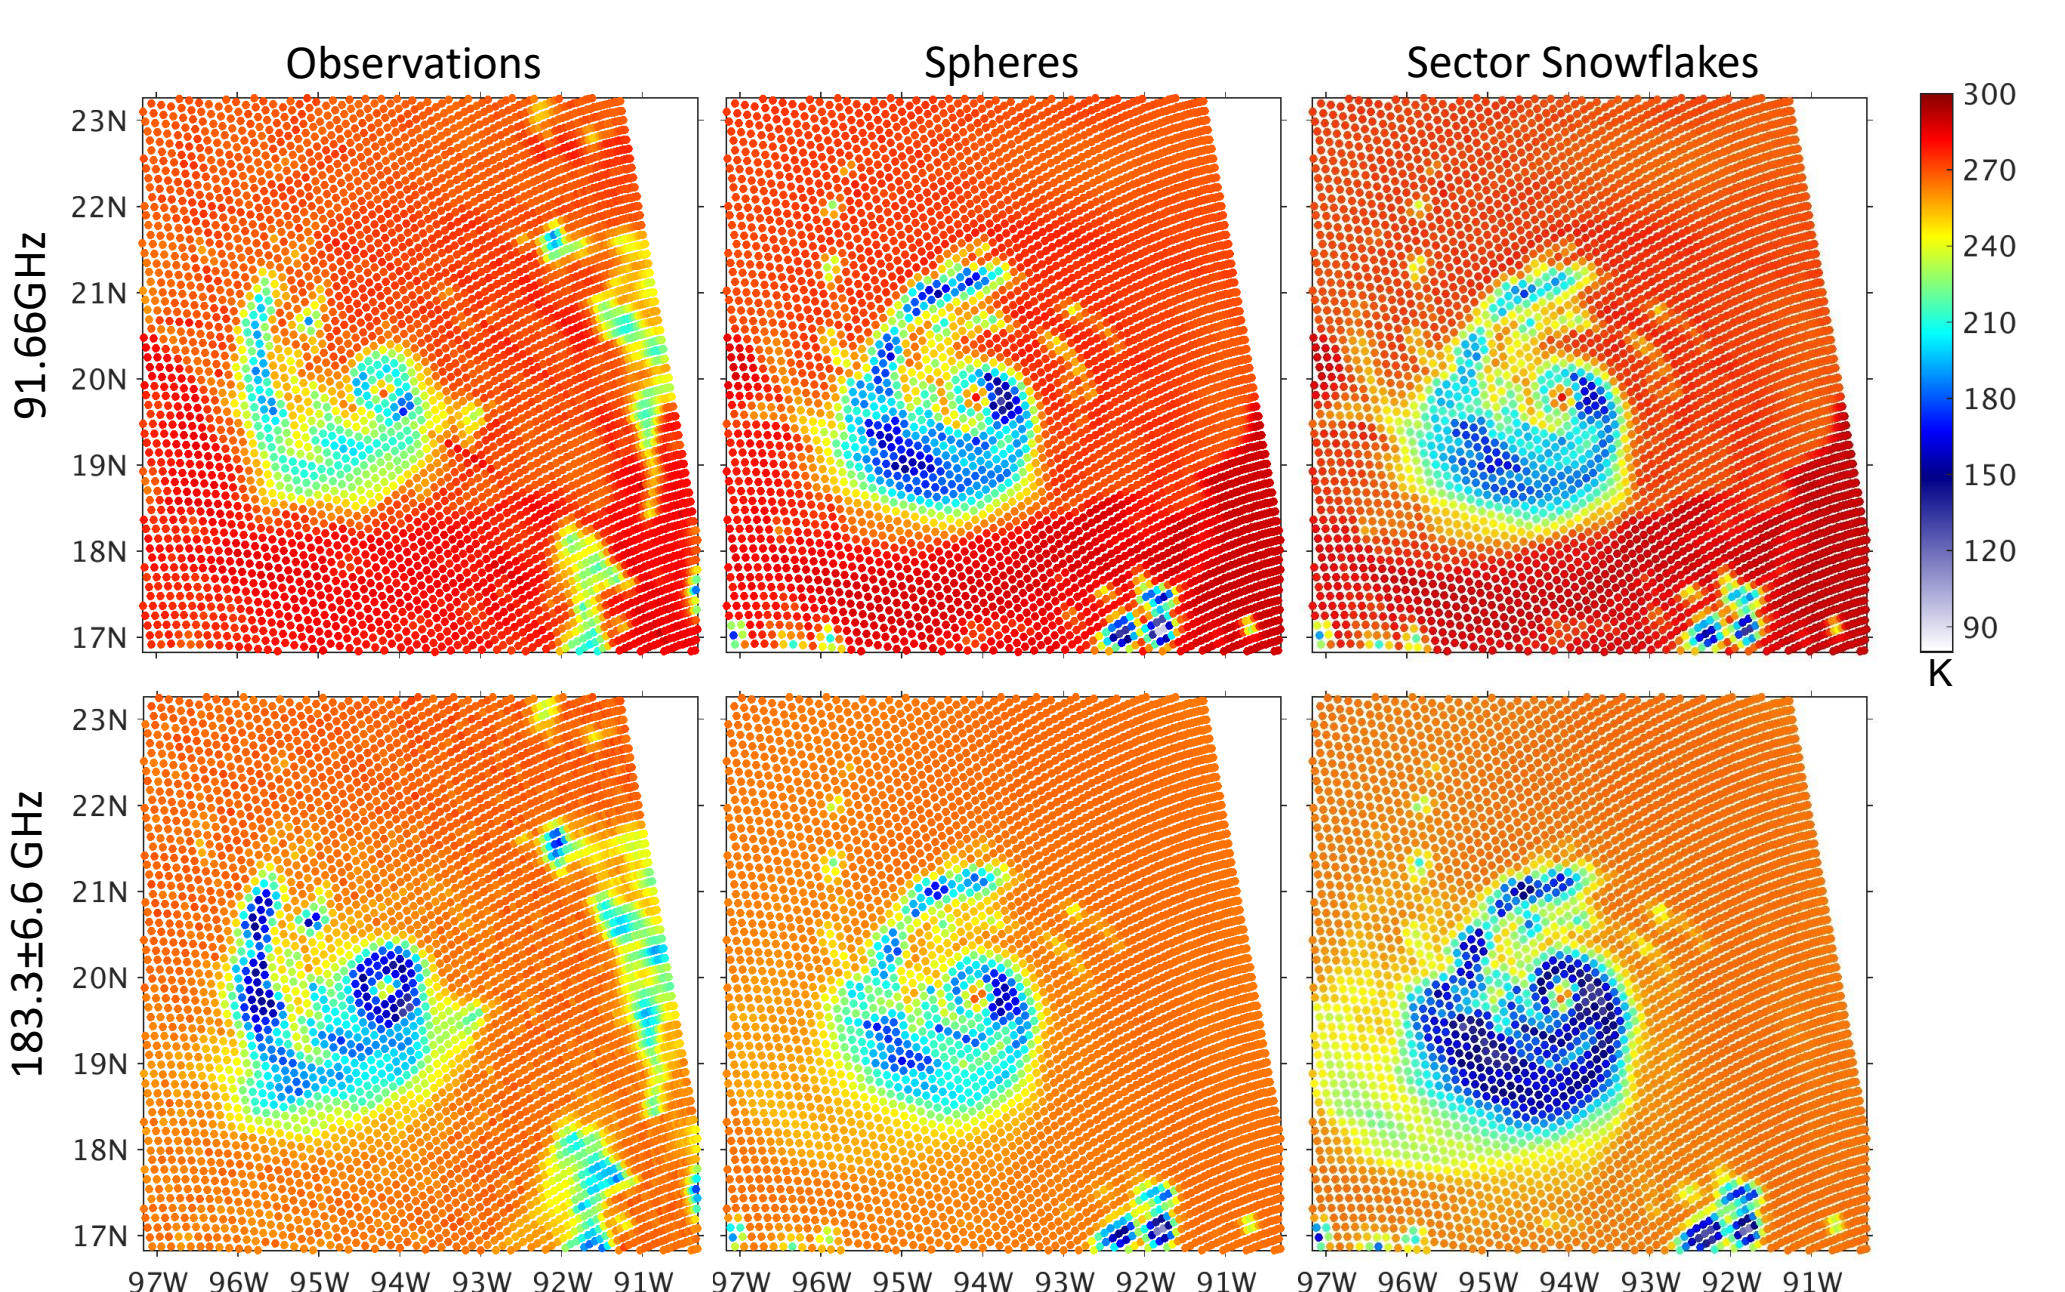 Observations Spheres Sector Snowflakes
91.66GHz
23N
22N
21N
20N
19N
18N
17N
300
270
240
210
180
150
120
90
K
183.3±6.6 GHz
23N
22N
21N
20N
19N
18N
17N
97W 96W 95W 94W 93W 92W 91W 97W 96W 95W 94W 93W 92W 91W 97W 96W 95W 94W 93W 92W 91W